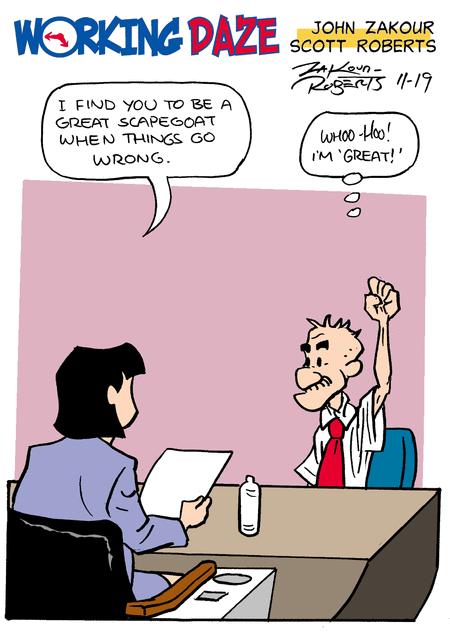 WORKING DAZE
JOHN ZAKOUR
SCOTT ROBERTS
ZAKOUR-
ROBERTS 11-19
I FIND YOU TO BE A
GREAT SCAPEGOAT
WHEN THINGS GO
WRONG.
WHOO-HOO!
I'M 'GREAT!'